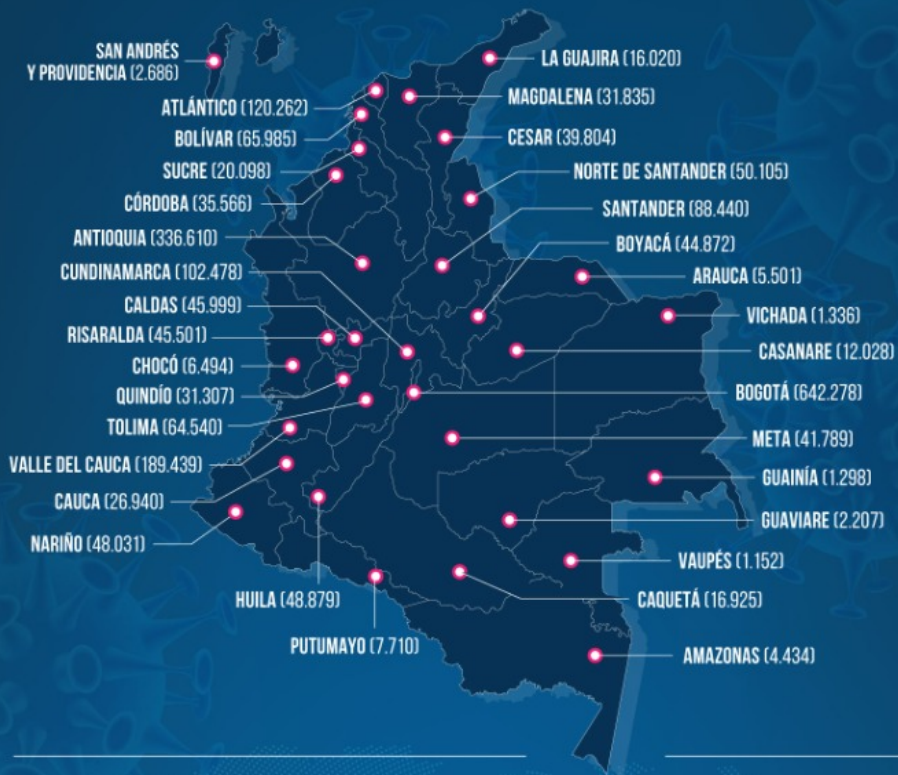 SAN ANDRÉS
Y PROVIDENCIA (2.686)
ATLÁNTICO (120.262)
BOLÍVAR (65.985)
SUCRE (20.098)
CÓRDOBA (35.566)
ANTIOQUIA (336.610)
CUNDINAMARCA (102.478)
CALDAS (45.999)
RISARALDA (45.501)
CHOCÓ (6.494)
QUINDÍO (31.307)
TOLIMA (64.540)
VALLE DEL CAUCA (189.439)
CAUCA (26.940)
NARIÑO (48.031)
HUILA (48.879)
PUTUMAYO (7.710)
LA GUAJIRA (16.020)
MAGDALENA (31.835)
CESAR (39.804)
NORTE DE SANTANDER (50.105)
SANTANDER (88.440)
BOYACÁ (44.872)
ARAUCA (5.501)
VICHADA (1.336)
CASANARE (12.028)
BOGOTÁ (642.278)
META (41.789)
GUAINÍA (1.298)
GUAVIARE (2.207)
VAUPÉS (1.152)
CAQUETÁ (16.925)
AMAZONAS (4.434)